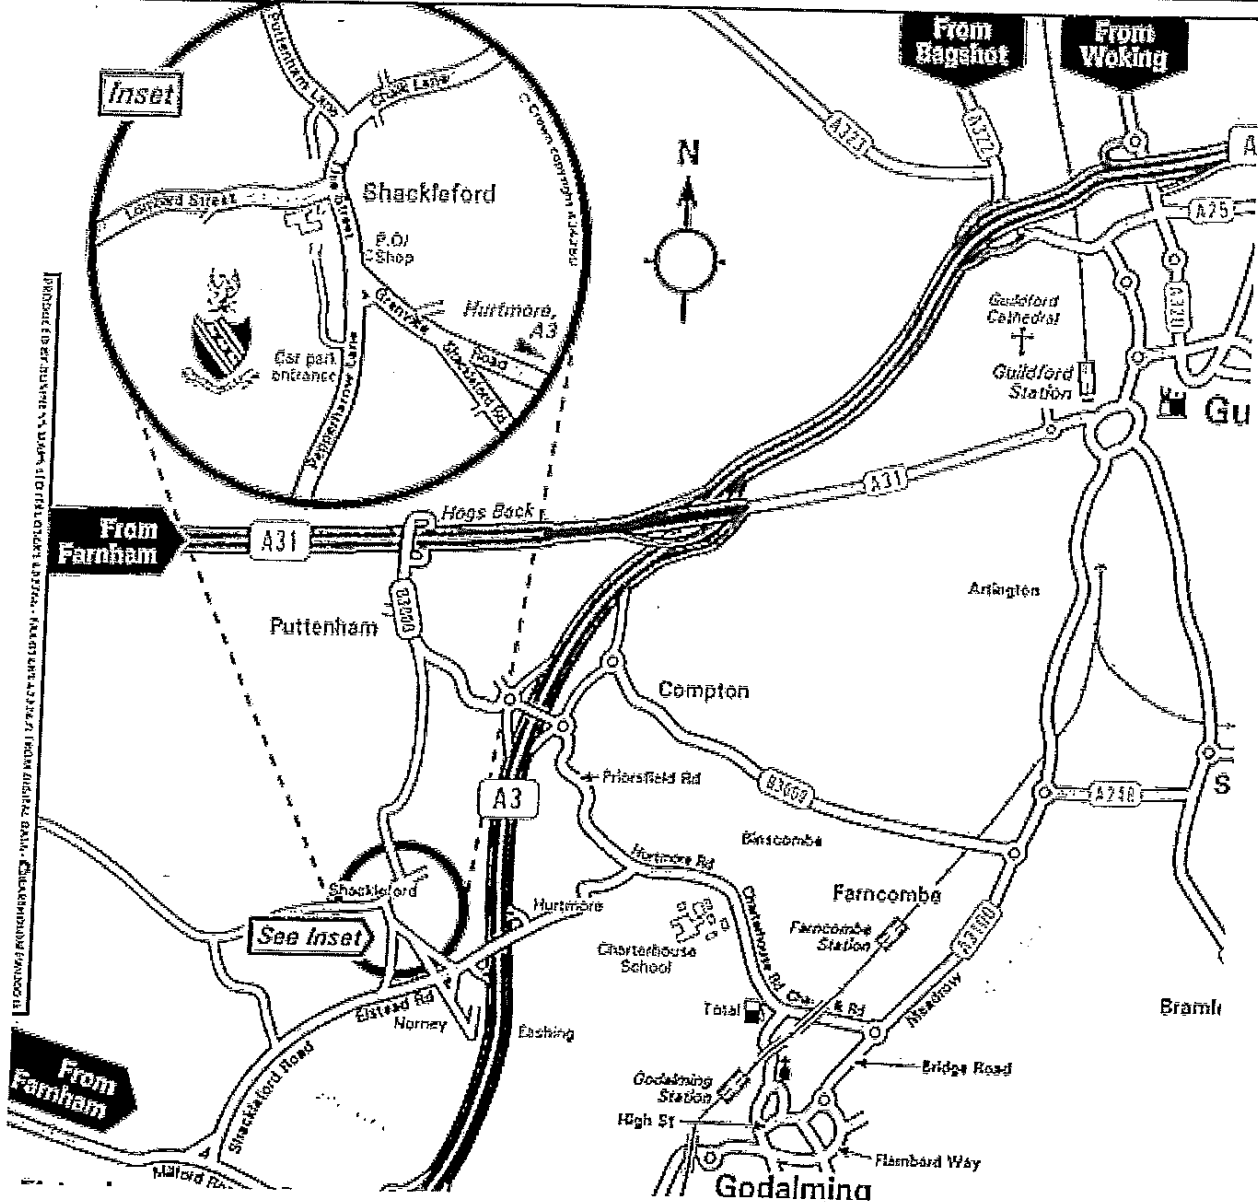 Inset
Puttenham Lane
Chalk Lane
© Crown copyright
The Street
Shackleford
Lombard Street
P.O/
Shop
Grenville
Road
Hurtmore,
A3
Shackleford Rd
Car park
entrance
Pepperharrow Lane
From
Bagshot
From
Woking
A323
A322
N
A25
A320
Guildford
Cathedral
Guildford
Station
Gu
From
Farnham
A31
Hogs Back
A31
B3000
Puttenham
Artington
Compton
Priorsfield Rd
A3
B3000
A248
S
Binscombe
Hurtmore Rd
Shackleford
Hurtmore
See Inset
Charterhouse
School
Charterhouse Rd
Farncombe
Farncombe
Station
A3100
Meadrow
Elstead Rd
Norney
Eashing
Total
Rd
Bramle
Shackleford Road
From
Farnham
Bridge Road
Godalming
Station
High St
Flambard Way
Milford Ro
Godalming